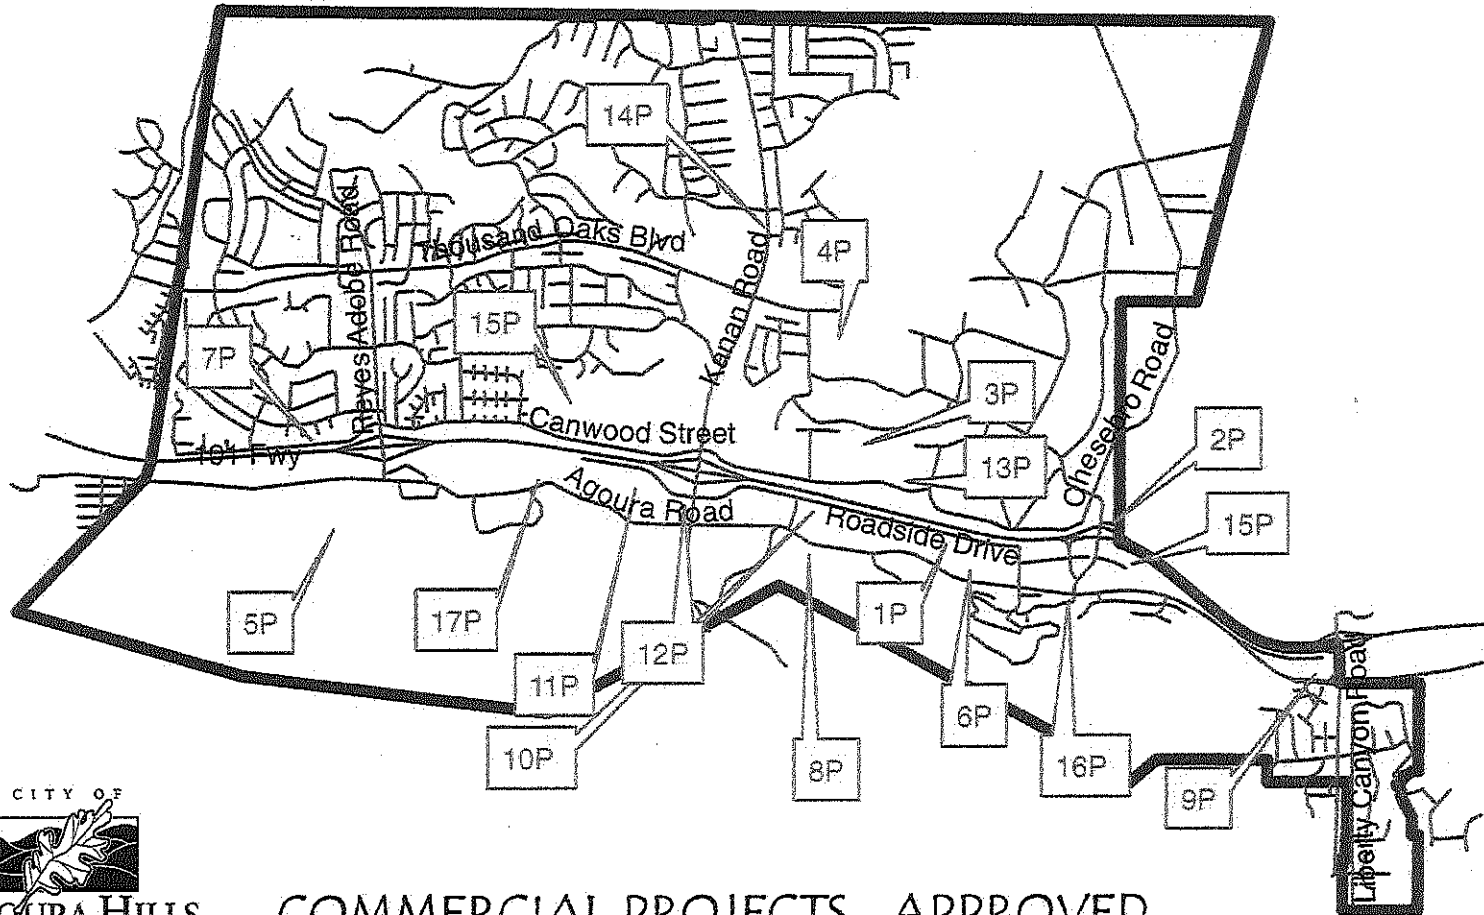 14P
4P
Thousand Oaks Blvd
Reyes Adobe Road
Kanan Road
15P
7P
3P
Chesebro Road
2P
Canwood Street
101 Fwy
13P
Agoura Road
Roadside Drive
15P
5P
17P
1P
12P
11P
6P
10P
8P
16P
9P
Liberty Canyon Road
CITY OF
HILLS
COMMERCIAL PROJECTS APPROVED